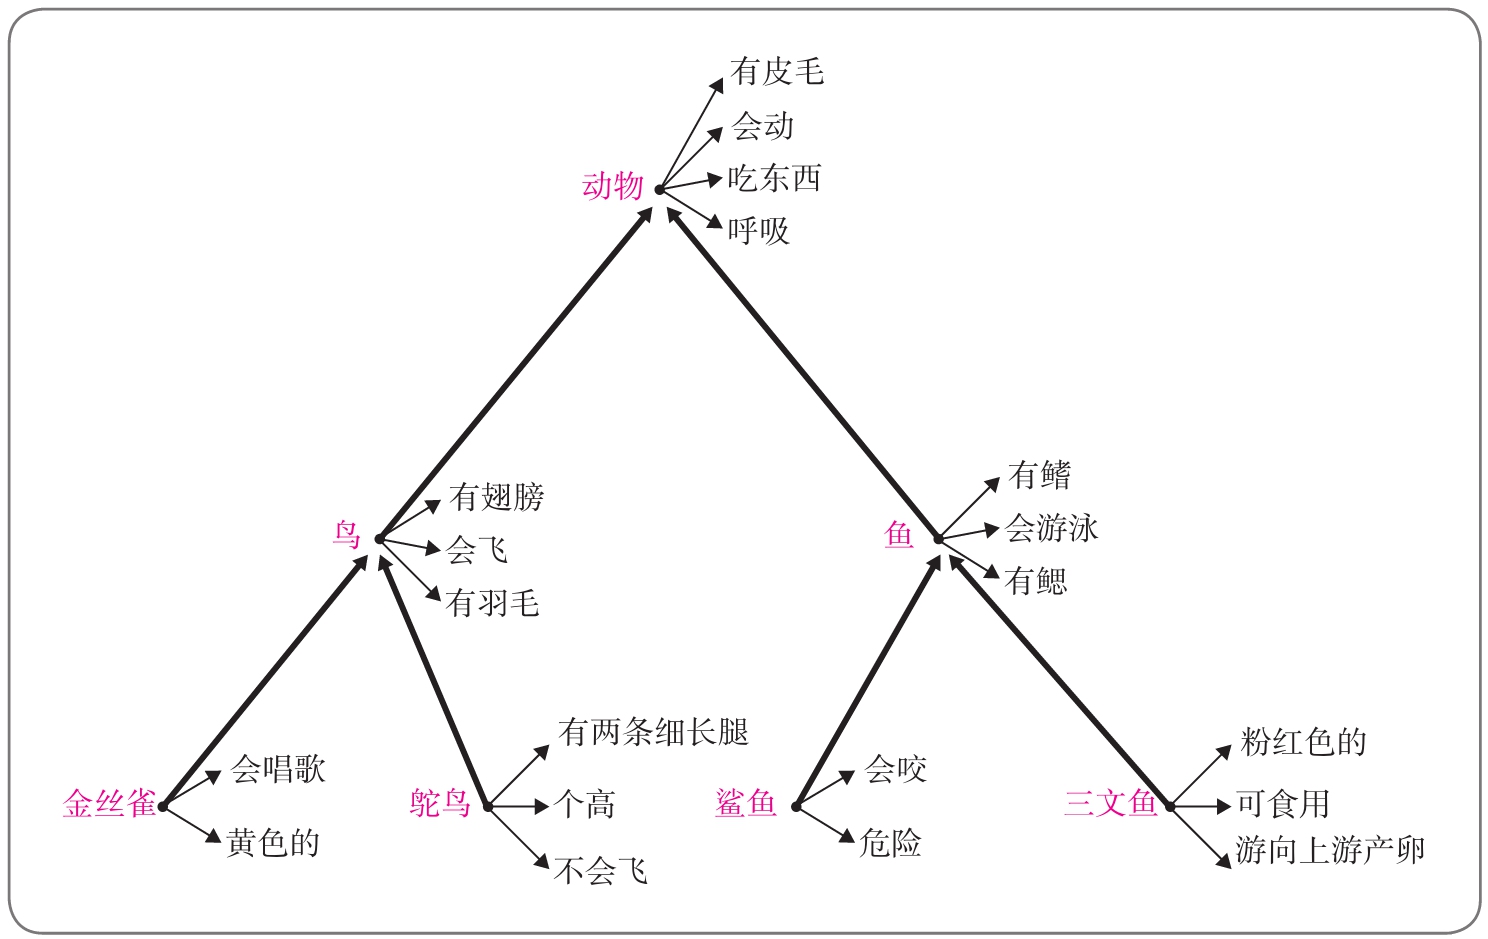 有皮毛
会动
动物
吃东西
呼吸
鸟
有翅膀
会飞
有羽毛
鱼
有鳍
会游泳
有鳃
金丝雀
会唱歌
黄色的
鸵鸟
有两条细长腿
个高
不会飞
鲨鱼
会咬
危险
三文鱼
粉红色的
可食用
游向上游产卵